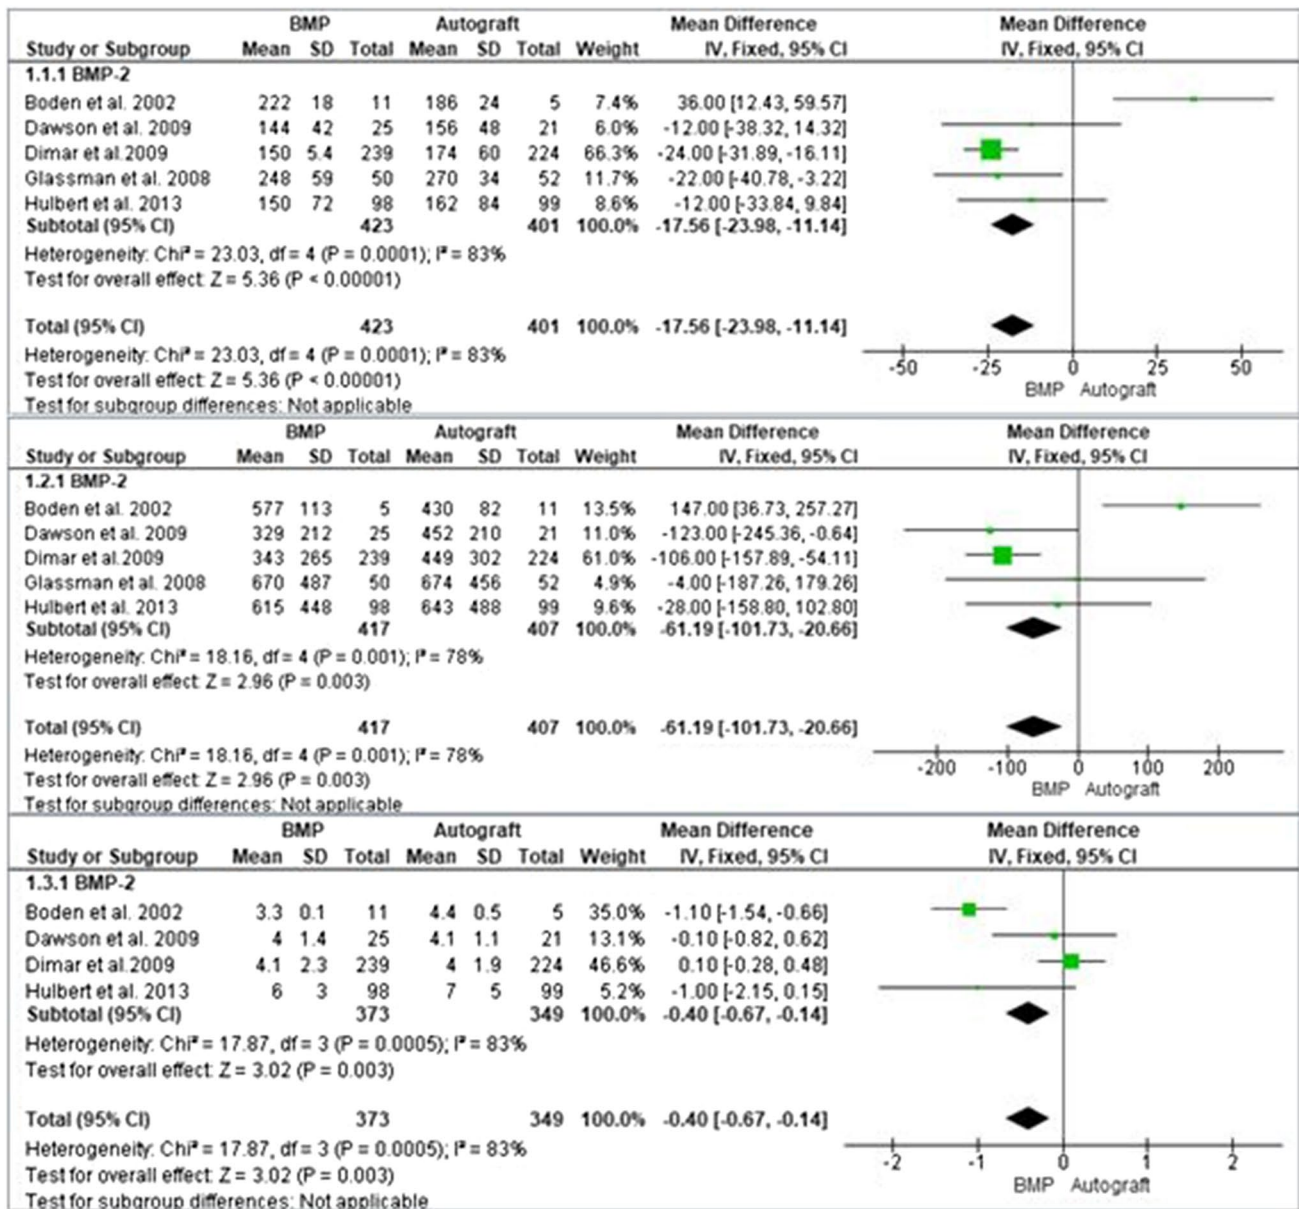 BMP Autograft Mean Difference Mean Difference
Study or Subgroup Mean SD Total Mean SD Total Weight IV, Fixed, 95% CI IV, Fixed, 95% CI
1.1.1 BMP-2
Boden et al. 2002 222 18 11 186 24 5 7.4% 36.00 [12.43, 59.57]
Dawson et al. 2009 144 42 25 156 48 21 6.0% -12.00 [-38.32, 14.32]
Dimar et al.2009 150 5.4 239 174 60 224 66.3% -24.00 [-31.89, -16.11]
Glassman et al. 2008 248 59 50 270 34 52 11.7% -22.00 [-40.78, -3.22]
Hulbert et al. 2013 150 72 98 162 84 99 8.6% -12.00 [-33.84, 9.84]
Subtotal (95% CI) 423 401 100.0% -17.56 [-23.98, -11.14]
Heterogeneity: Chi² = 23.03, df = 4 (P = 0.0001); I² = 83%
Test for overall effect: Z = 5.36 (P < 0.00001)
Total (95% CI) 423 401 100.0% -17.56 [-23.98, -11.14]
Heterogeneity: Chi² = 23.03, df = 4 (P = 0.0001); I² = 83%
Test for overall effect: Z = 5.36 (P < 0.00001)
Test for subgroup differences: Not applicable
-50 -25 0 25 50
BMP Autograft
BMP Autograft Mean Difference Mean Difference
Study or Subgroup Mean SD Total Mean SD Total Weight IV, Fixed, 95% CI IV, Fixed, 95% CI
1.2.1 BMP-2
Boden et al. 2002 577 113 5 430 82 11 13.5% 147.00 [36.73, 257.27]
Dawson et al. 2009 329 212 25 452 210 21 11.0% -123.00 [-245.36, -0.64]
Dimar et al.2009 343 265 239 449 302 224 61.0% -106.00 [-157.89, -54.11]
Glassman et al. 2008 670 487 50 674 456 52 4.9% -4.00 [-187.26, 179.26]
Hulbert et al. 2013 615 448 98 643 488 99 9.6% -28.00 [-158.80, 102.80]
Subtotal (95% CI) 417 407 100.0% -61.19 [-101.73, -20.66]
Heterogeneity: Chi² = 18.16, df = 4 (P = 0.001); I² = 78%
Test for overall effect: Z = 2.96 (P = 0.003)
Total (95% CI) 417 407 100.0% -61.19 [-101.73, -20.66]
Heterogeneity: Chi² = 18.16, df = 4 (P = 0.001); I² = 78%
Test for overall effect: Z = 2.96 (P = 0.003)
Test for subgroup differences: Not applicable
-200 -100 0 100 200
BMP Autograft
BMP Autograft Mean Difference Mean Difference
Study or Subgroup Mean SD Total Mean SD Total Weight IV, Fixed, 95% CI IV, Fixed, 95% CI
1.3.1 BMP-2
Boden et al. 2002 3.3 0.1 11 4.4 0.5 5 35.0% -1.10 [-1.54, -0.66]
Dawson et al. 2009 4 1.4 25 4.1 1.1 21 13.1% -0.10 [-0.82, 0.62]
Dimar et al.2009 4.1 2.3 239 4 1.9 224 46.6% 0.10 [-0.28, 0.48]
Hulbert et al. 2013 6 3 98 7 5 99 5.2% -1.00 [-2.15, 0.15]
Subtotal (95% CI) 373 349 100.0% -0.40 [-0.67, -0.14]
Heterogeneity: Chi² = 17.87, df = 3 (P = 0.0005); I² = 83%
Test for overall effect: Z = 3.02 (P = 0.003)
Total (95% CI) 373 349 100.0% -0.40 [-0.67, -0.14]
Heterogeneity: Chi² = 17.87, df = 3 (P = 0.0005); I² = 83%
Test for overall effect: Z = 3.02 (P = 0.003)
Test for subgroup differences: Not applicable
-2 -1 0 1 2
BMP Autograft